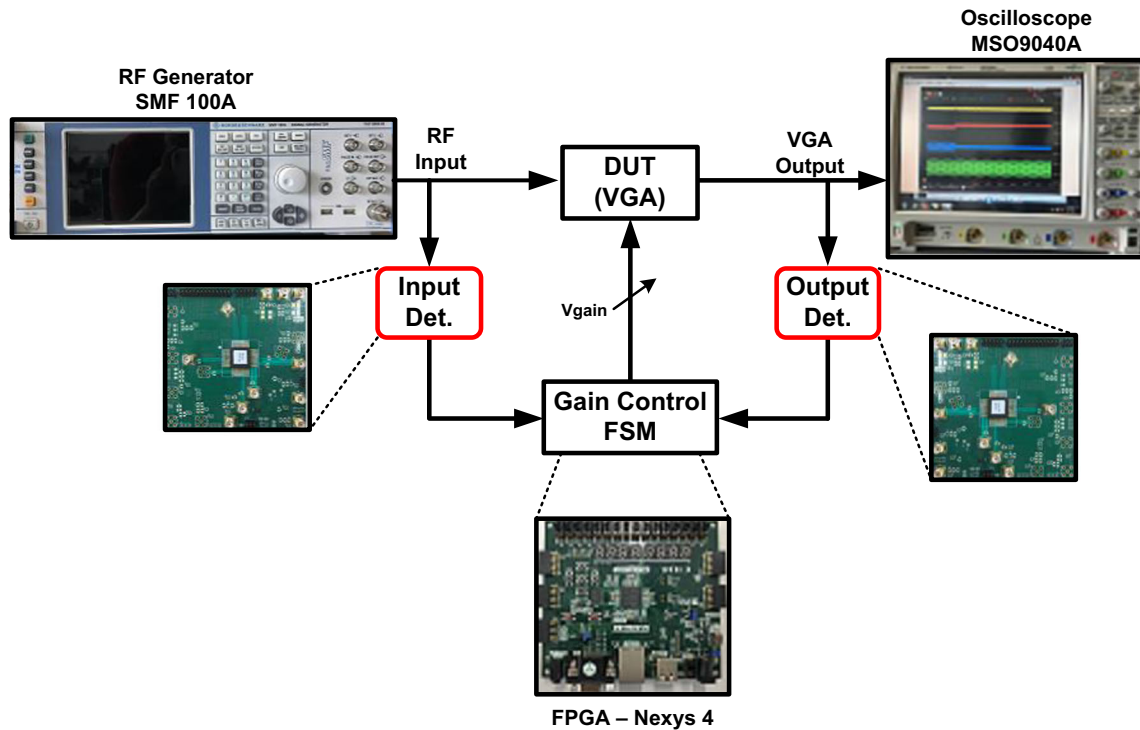 Oscilloscope
MSO9040A
RF Generator
SMF 100A
RF
Input
VGA
Output
DUT
(VGA)
Input
Det.
Output
Det.
Vgain
Gain Control
FSM
FPGA – Nexys 4